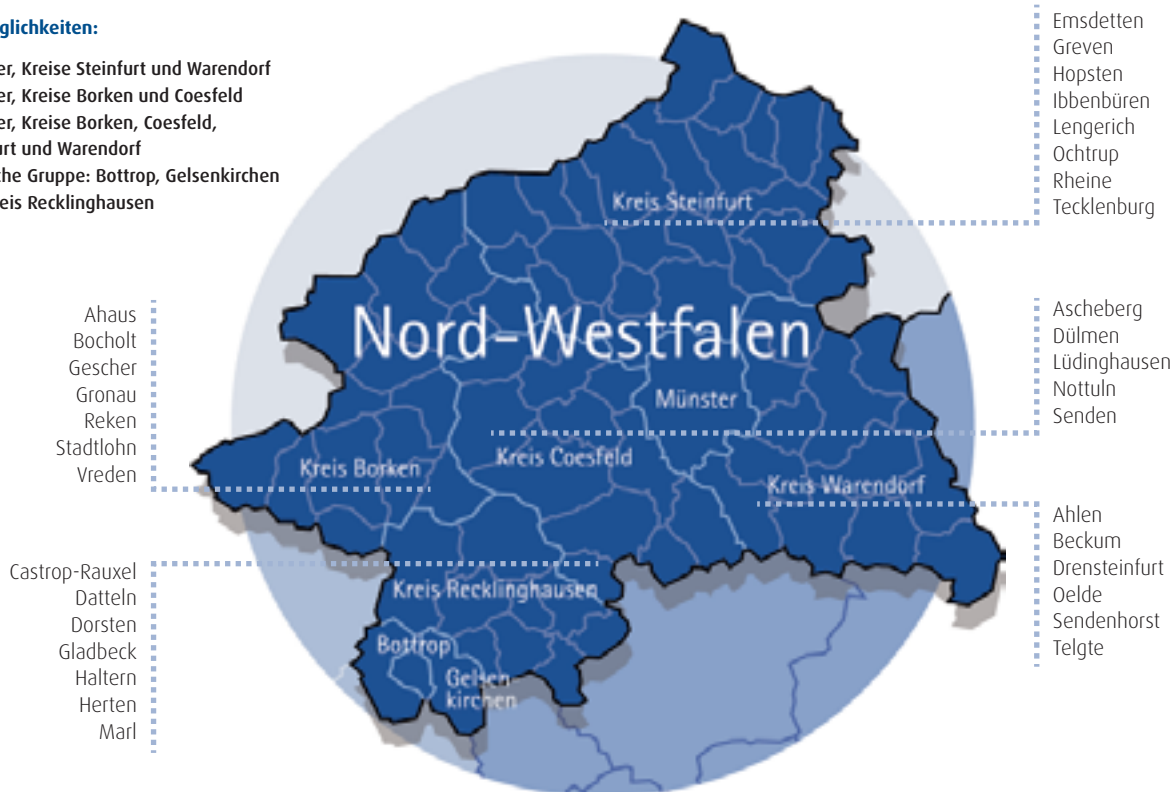 glichkeiten:
er, Kreise Steinfurt und Warendorf
er, Kreise Borken und Coesfeld
er, Kreise Borken, Coesfeld,
urt und Warendorf
che Gruppe: Bottrop, Gelsenkirchen
reis Recklinghausen
Emsdetten
Greven
Hopsten
Ibbenbüren
Lengerich
Ochtrup
Rheine
Tecklenburg
Kreis Steinfurt
Nord-Westfalen
Münster
Kreis Borken
Kreis Coesfeld
Kreis Warendorf
Kreis Recklinghausen
Bottrop
Gelsen-
kirchen
Ahaus
Bocholt
Gescher
Gronau
Reken
Stadtlohn
Vreden
Castrop-Rauxel
Datteln
Dorsten
Gladbeck
Haltern
Herten
Marl
Ascheberg
Dülmen
Lüdinghausen
Nottuln
Senden
Ahlen
Beckum
Drensteinfurt
Oelde
Sendenhorst
Telgte